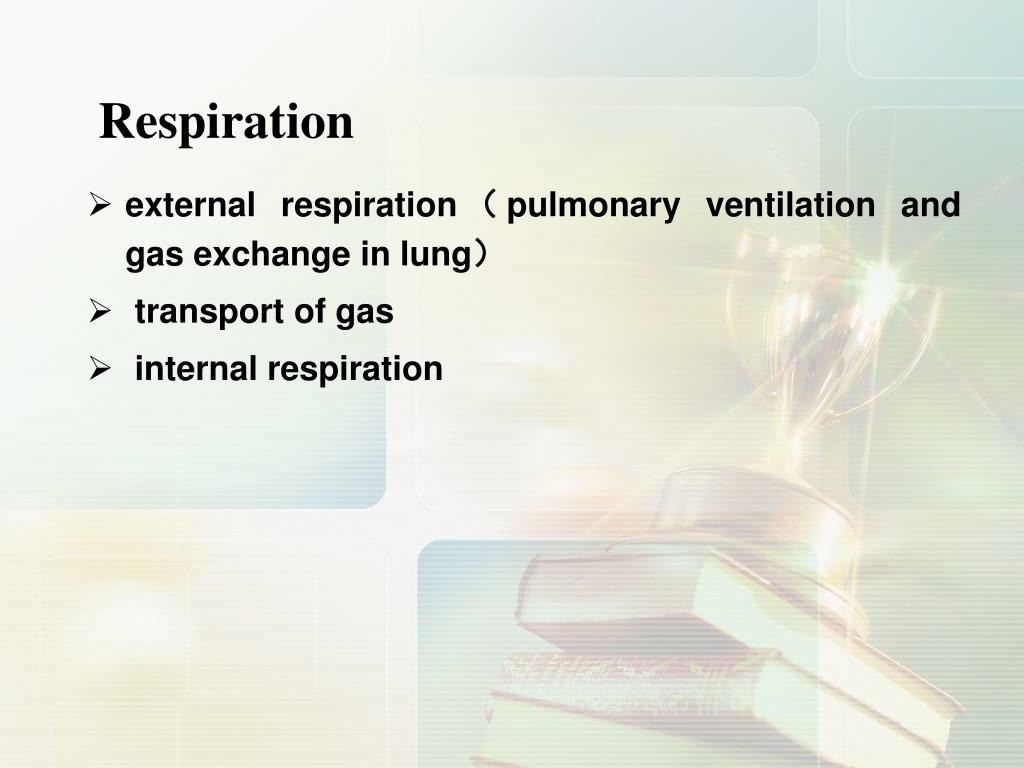 Respiration
➢ external respiration（pulmonary ventilation and
gas exchange in lung）
➢ transport of gas
➢ internal respiration